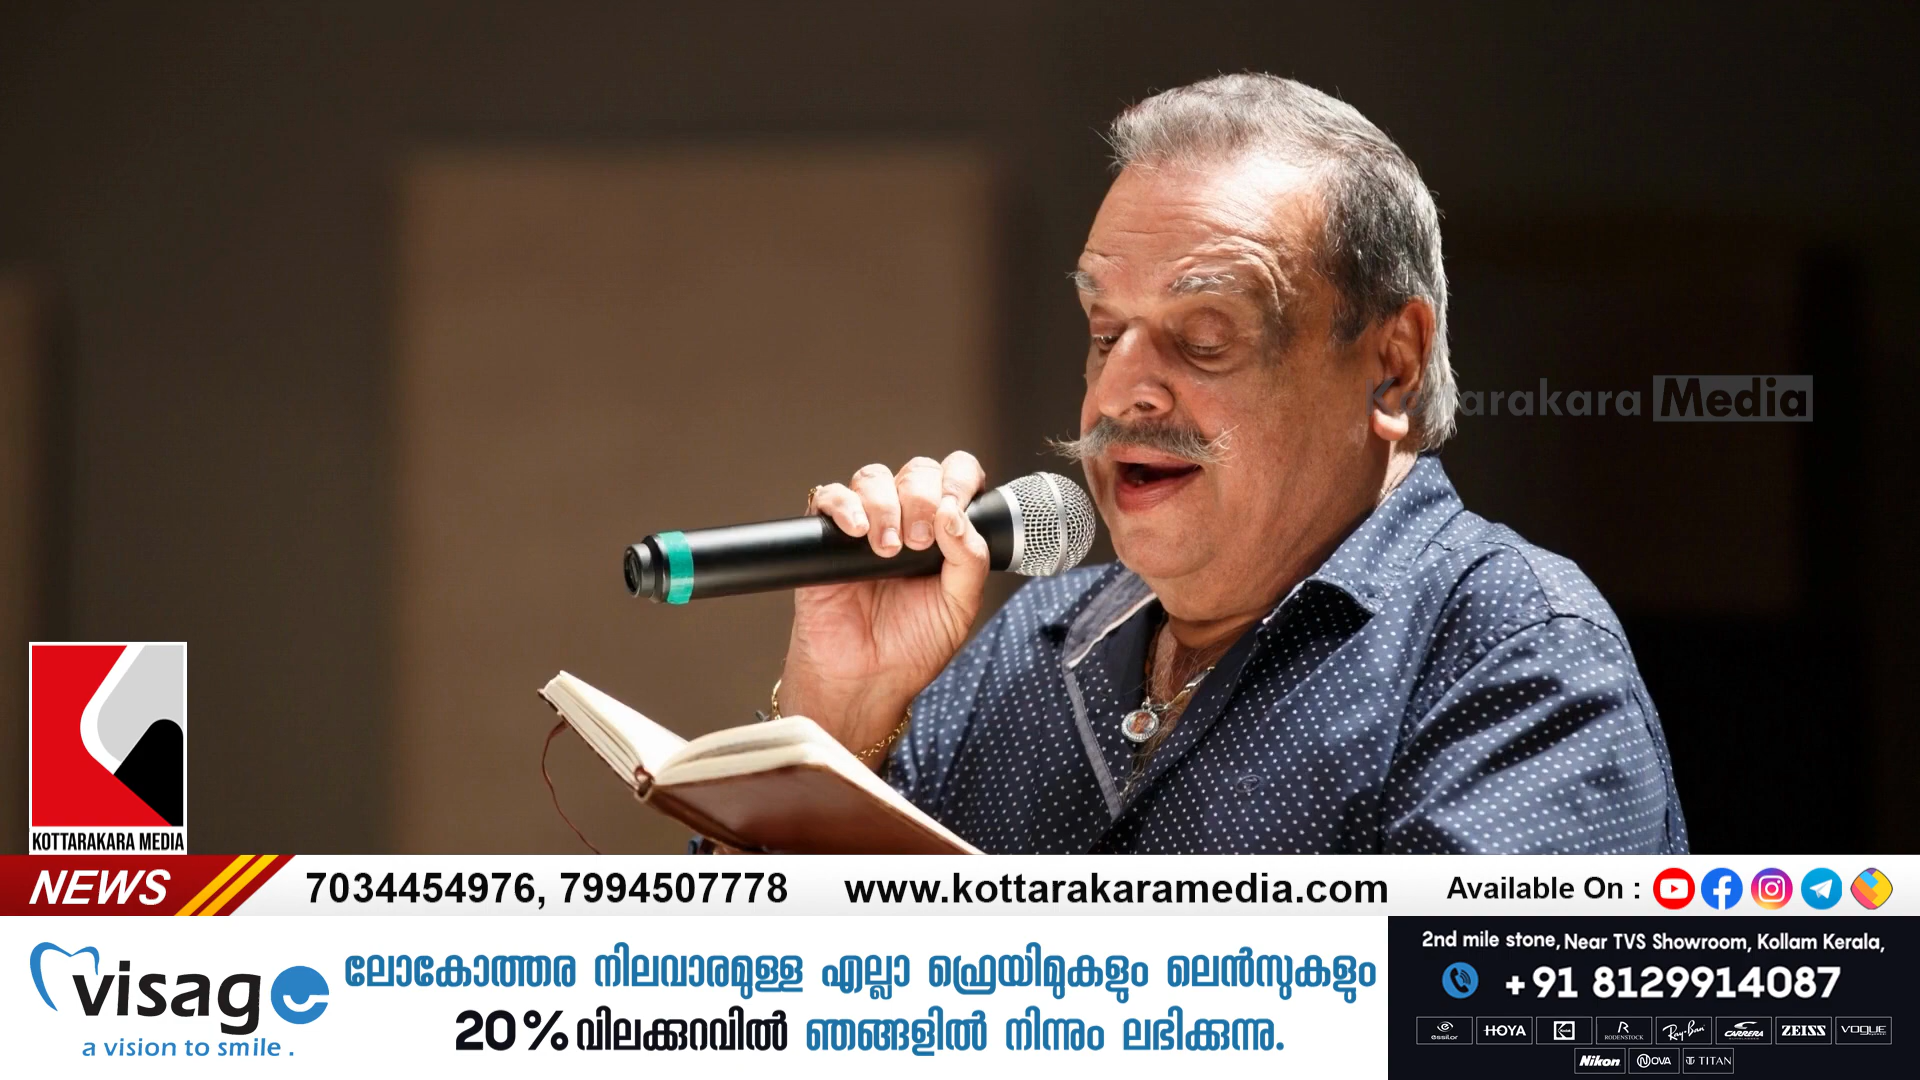 Kottarakara Media
KOTTARAKARA MEDIA
NEWS
7034454976, 7994507778
www.kottarakaramedia.com
Available On :
visage
a vision to smile .
ലോകോത്തര നിലവാരമുള്ള എല്ലാ ഫ്രെയിമുകളും ലെൻസുകളും
20% വിലക്കുറവിൽ ഞങ്ങളിൽ നിന്നും ലഭിക്കുന്നു.
2nd mile stone, Near TVS Showroom, Kollam Kerala,
+91 8129914087
essilor HOYA RODENSTOCK Ray-Ban CARRERA ZEISS VOGUE
Nikon NOVA TITAN